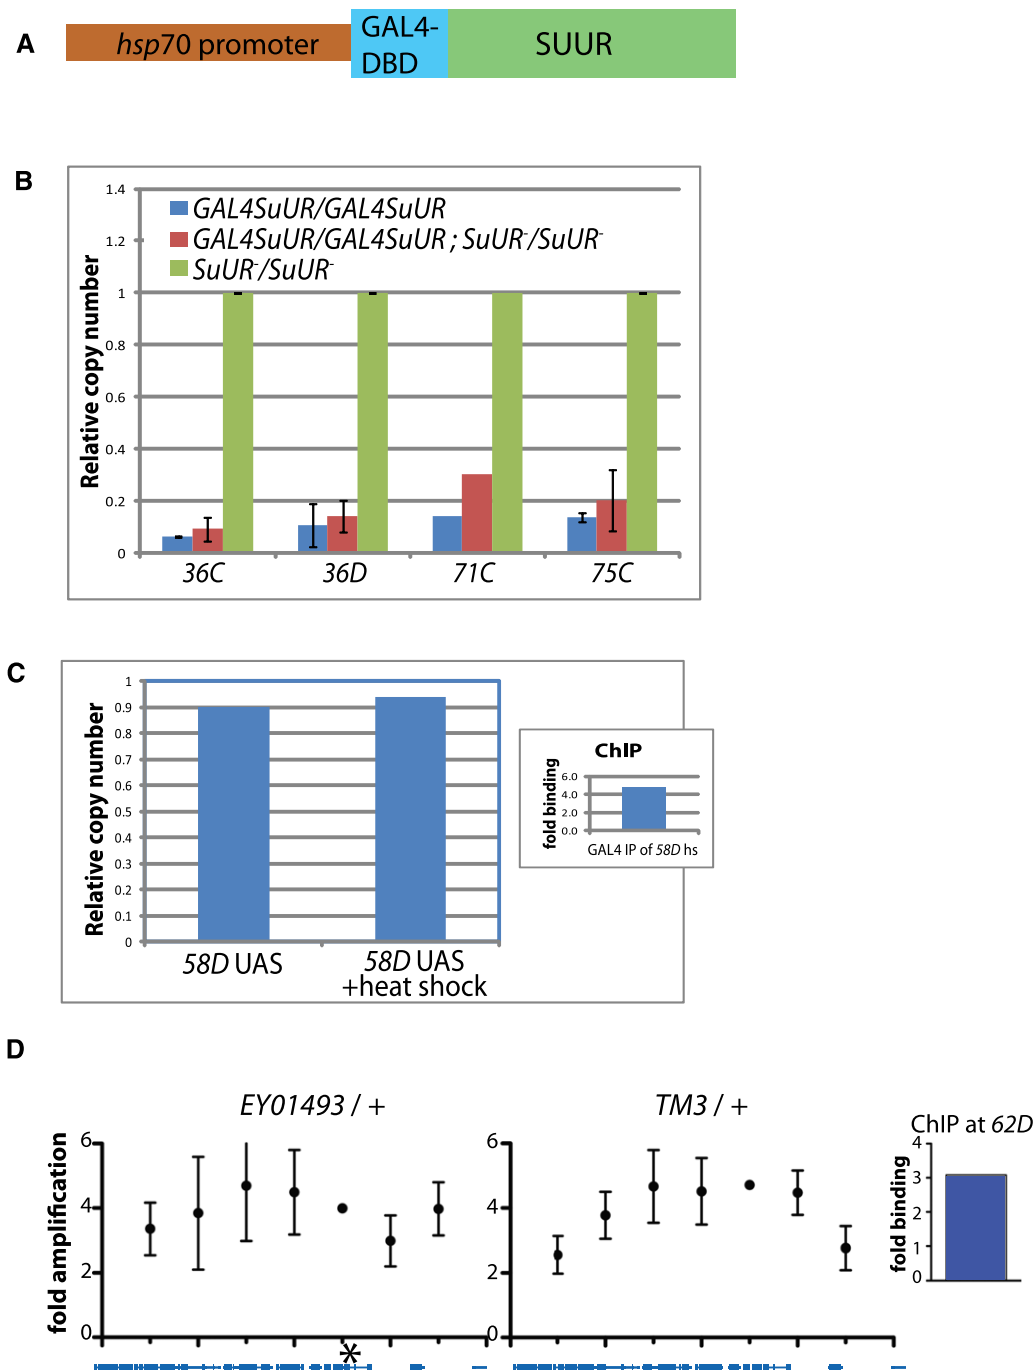 A
hsp70 promoter
GAL4-
DBD
SUUR
B
Relative copy number
1.4
1.2
1
0.8
0.6
0.4
0.2
0
GAL4SuUR/GAL4SuUR
GAL4SuUR/GAL4SuUR ; SuUR-/SuUR-
SuUR-/SuUR-
36C
36D
71C
75C
C
Relative copy number
1
0.9
0.8
0.7
0.6
0.5
0.4
0.3
0.2
0.1
0
58D UAS
58D UAS
+heat shock
ChIP
fold binding
6.0
4.0
2.0
0.0
GAL4 IP of 58D hs
D
EY01493 / +
fold amplification
6
4
2
0
*
TM3 / +
6
4
2
0
ChIP at 62D
fold binding
4
3
2
1
0